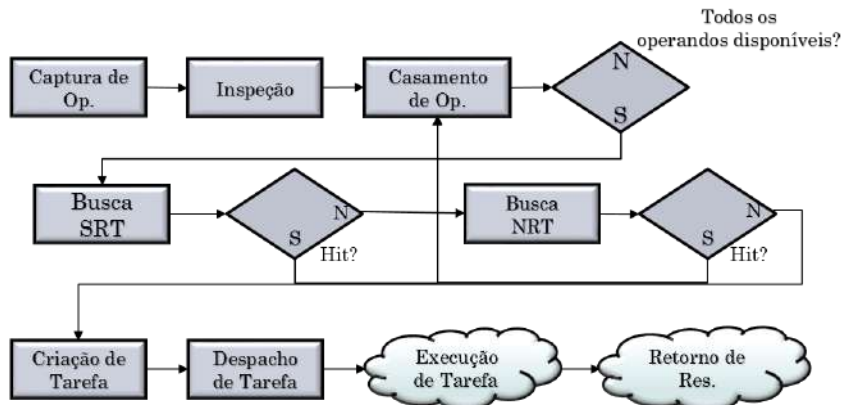 Todos os
operandos disponíveis?
Captura de
Op.
Inspeção
Casamento
de Op.
N
S
Busca
SRT
N
S
Hit?
Busca
NRT
N
S
Hit?
Criação de
Tarefa
Despacho
de Tarefa
Execução
de Tarefa
Retorno de
Res.